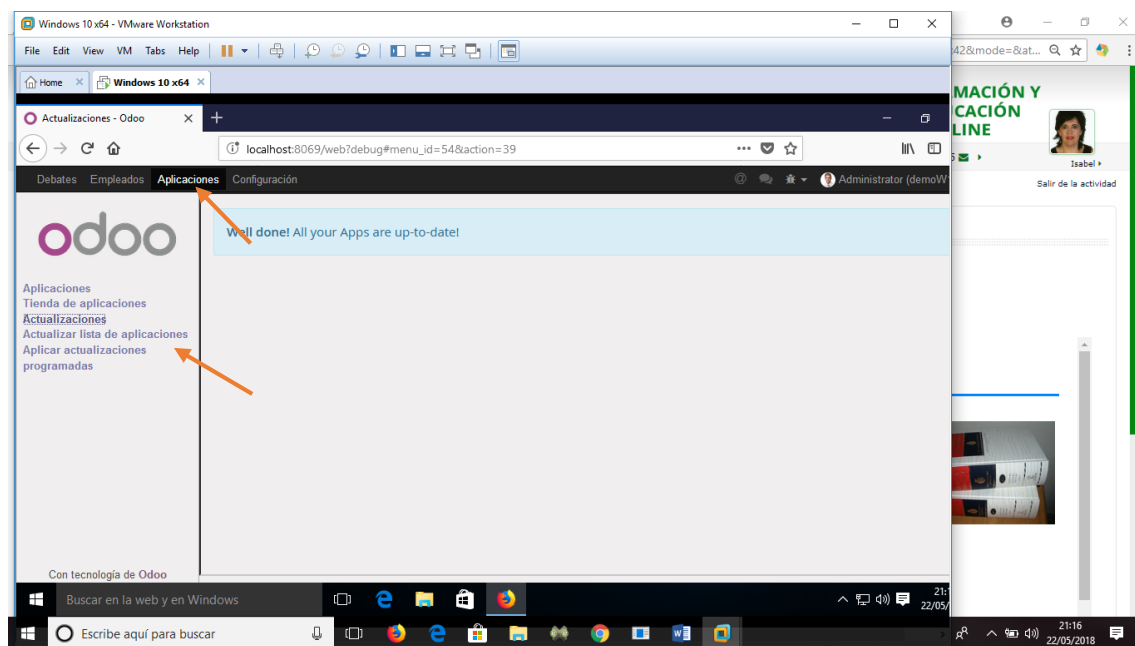 Windows 10 x64 - VMware Workstation
File Edit View VM Tabs Help
42&mode=&at...
Home
Windows 10 x64
MACIÓN Y
CACIÓN
LINE
Actualizaciones - Odoo
localhost:8069/web?debug#menu_id=54&action=39
Isabel
Debates Empleados Aplicaciones Configuración
Administrator (demoW
Salir de la actividad
odoo
Well done! All your Apps are up-to-date!
Aplicaciones
Tienda de aplicaciones
Actualizaciones
Actualizar lista de aplicaciones
Aplicar actualizaciones
programadas
Con tecnología de Odoo
Buscar en la web y en Windows
21:
22/05/
Escribe aquí para buscar
21:16
22/05/2018